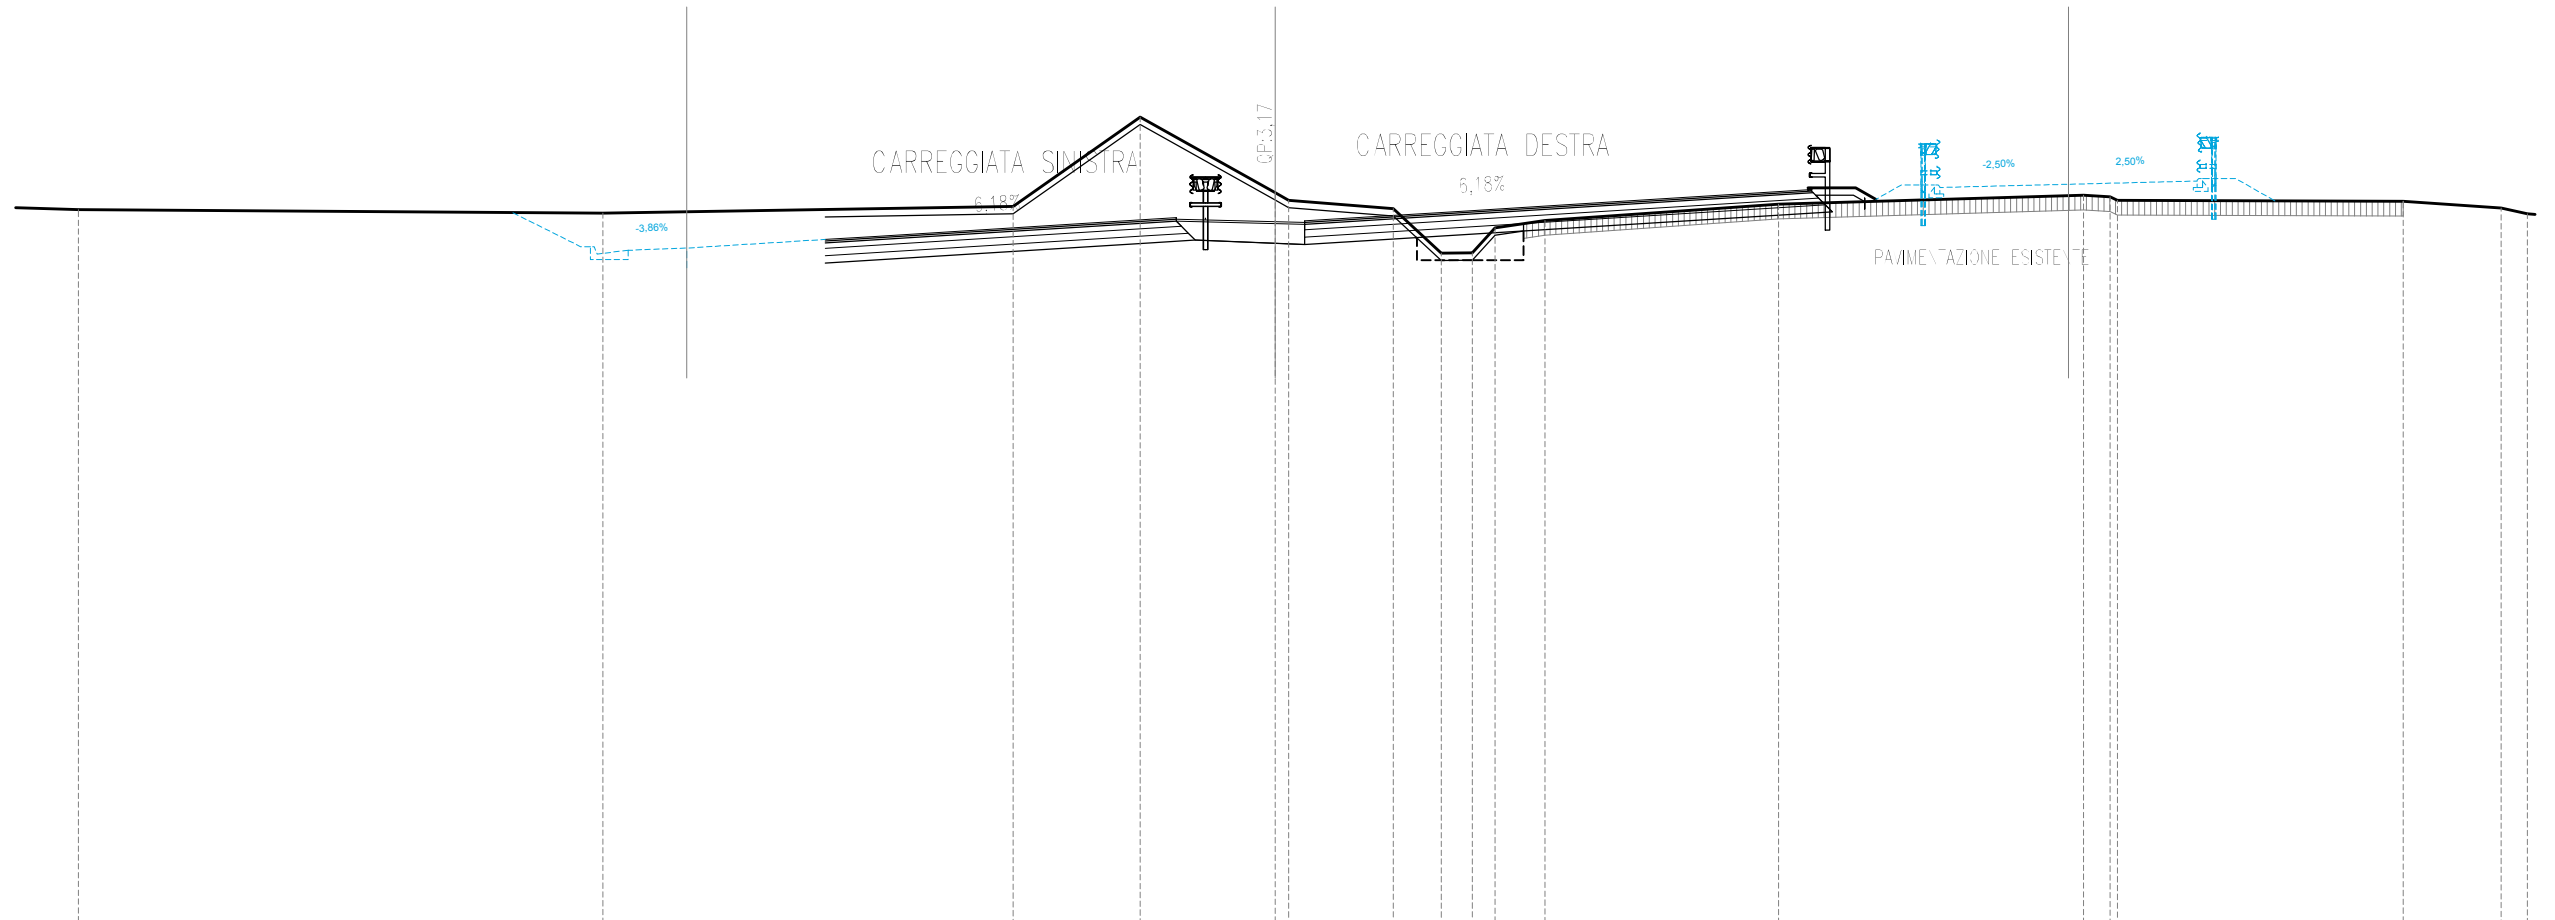 QP:3,17
CARREGGIATA DESTRA
CARREGGIATA SINISTRA
-2,50%
2,50%
6,18%
6,18%
-3.86%
PAVIMENTAZIONE ESISTENTE